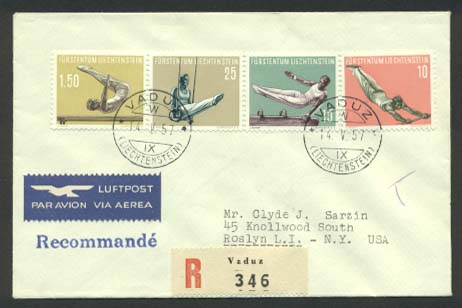 FÜRSTENTUM LIECHTENSTEIN
1.50
FÜRSTENTUM LIECHTENSTEIN
25
FÜRSTENTUM LIECHTENSTEIN
15
FÜRSTENTUM LIECHTENSTEIN
10
VADUZ
14.V.57
IX
(LIECHTENSTEIN)
VADUZ
14.V.57
IX
(LIECHTENSTEIN)
LUFTPOST
PAR AVION VIA AEREA
Recommandé
Mr. Clyde J. Sarzin
45 Knollwood South
Roslyn L.I. - N.Y. USA
R
Vaduz
346